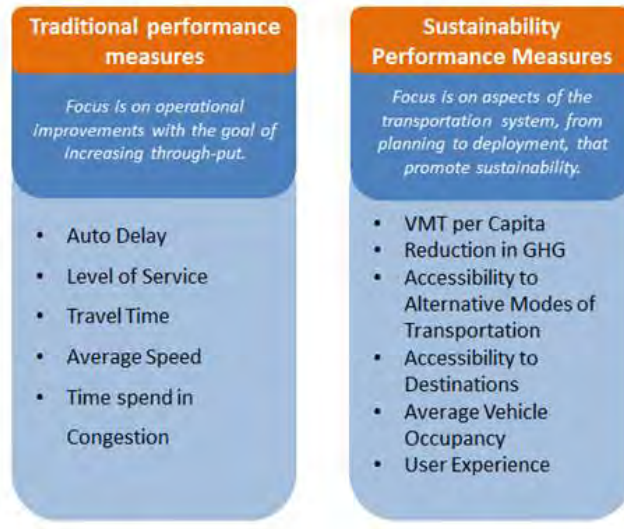 Traditional performance
measures
Focus is on operational
improvements with the goal of
increasing through-put.
• Auto Delay
• Level of Service
• Travel Time
• Average Speed
• Time spend in
Congestion
Sustainability
Performance Measures
Focus is on aspects of the
transportation system, from
planning to deployment, that
promote sustainability.
• VMT per Capita
• Reduction in GHG
• Accessibility to
Alternative Modes of
Transportation
• Accessibility to
Destinations
• Average Vehicle
Occupancy
• User Experience